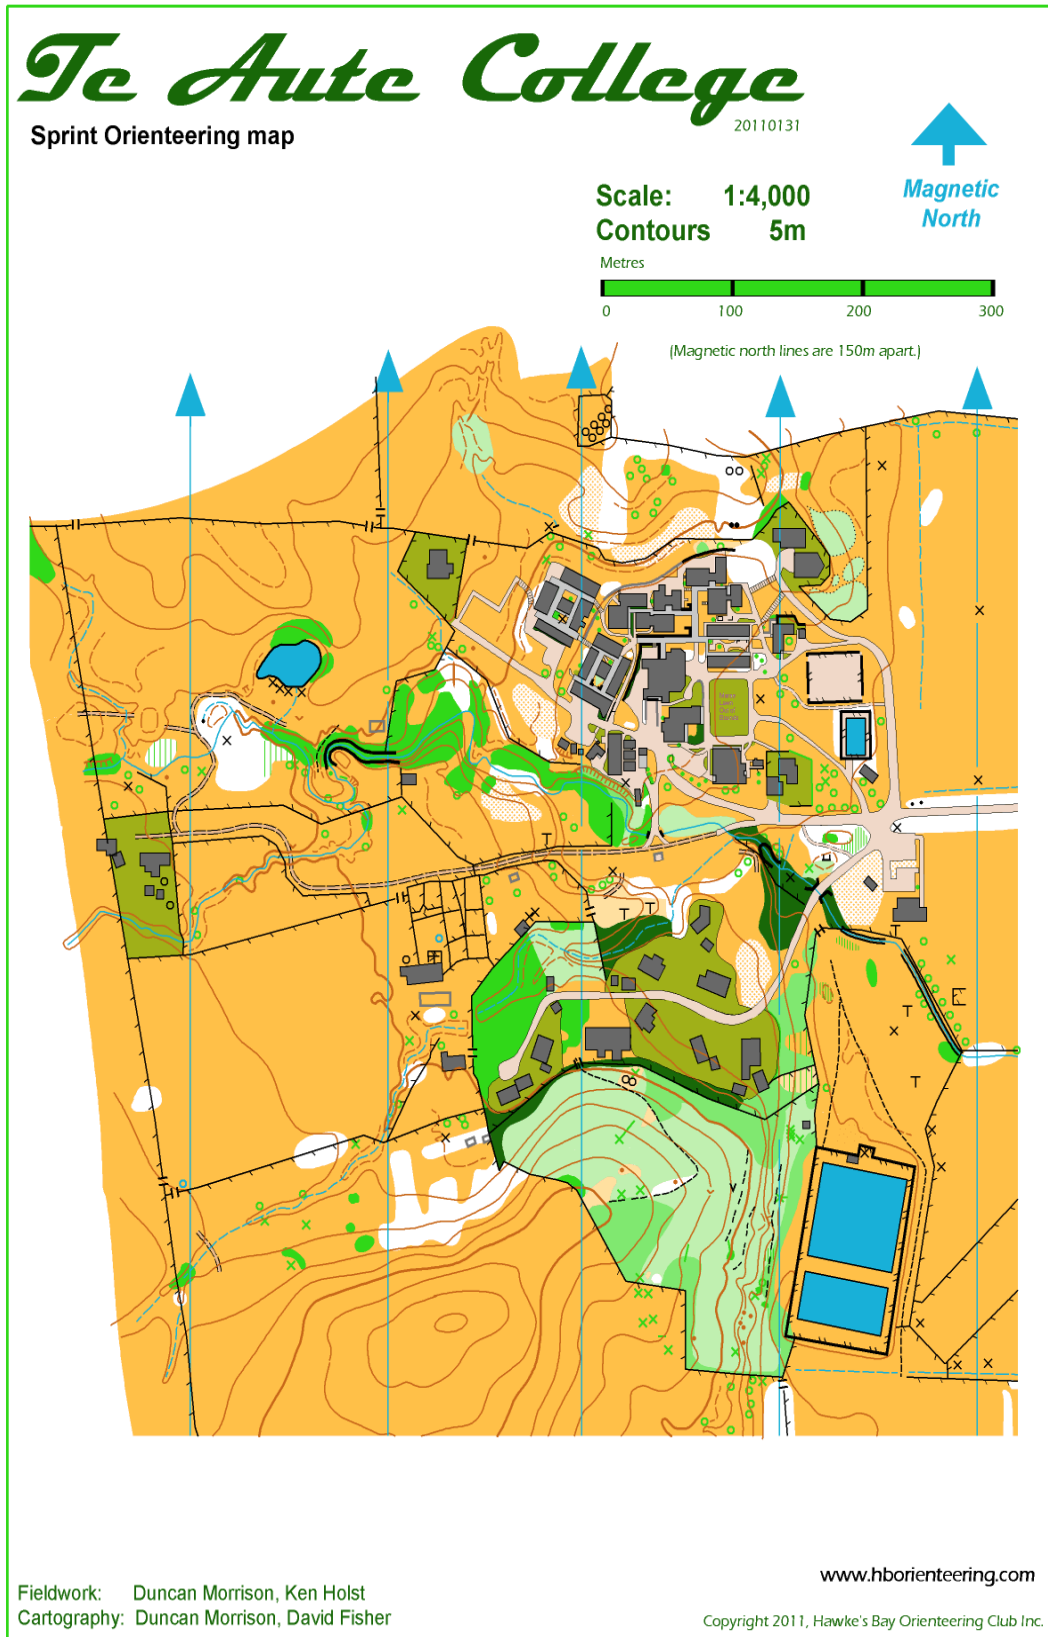 Te Aute College
20110131
Sprint Orienteering map
Magnetic
North
Scale: 1:4,000
Contours 5m
Metres
0 100 200 300
(Magnetic north lines are 150m apart.)
www.hborienteering.com
Fieldwork: Duncan Morrison, Ken Holst
Cartography: Duncan Morrison, David Fisher
Copyright 2011, Hawke's Bay Orienteering Club Inc.